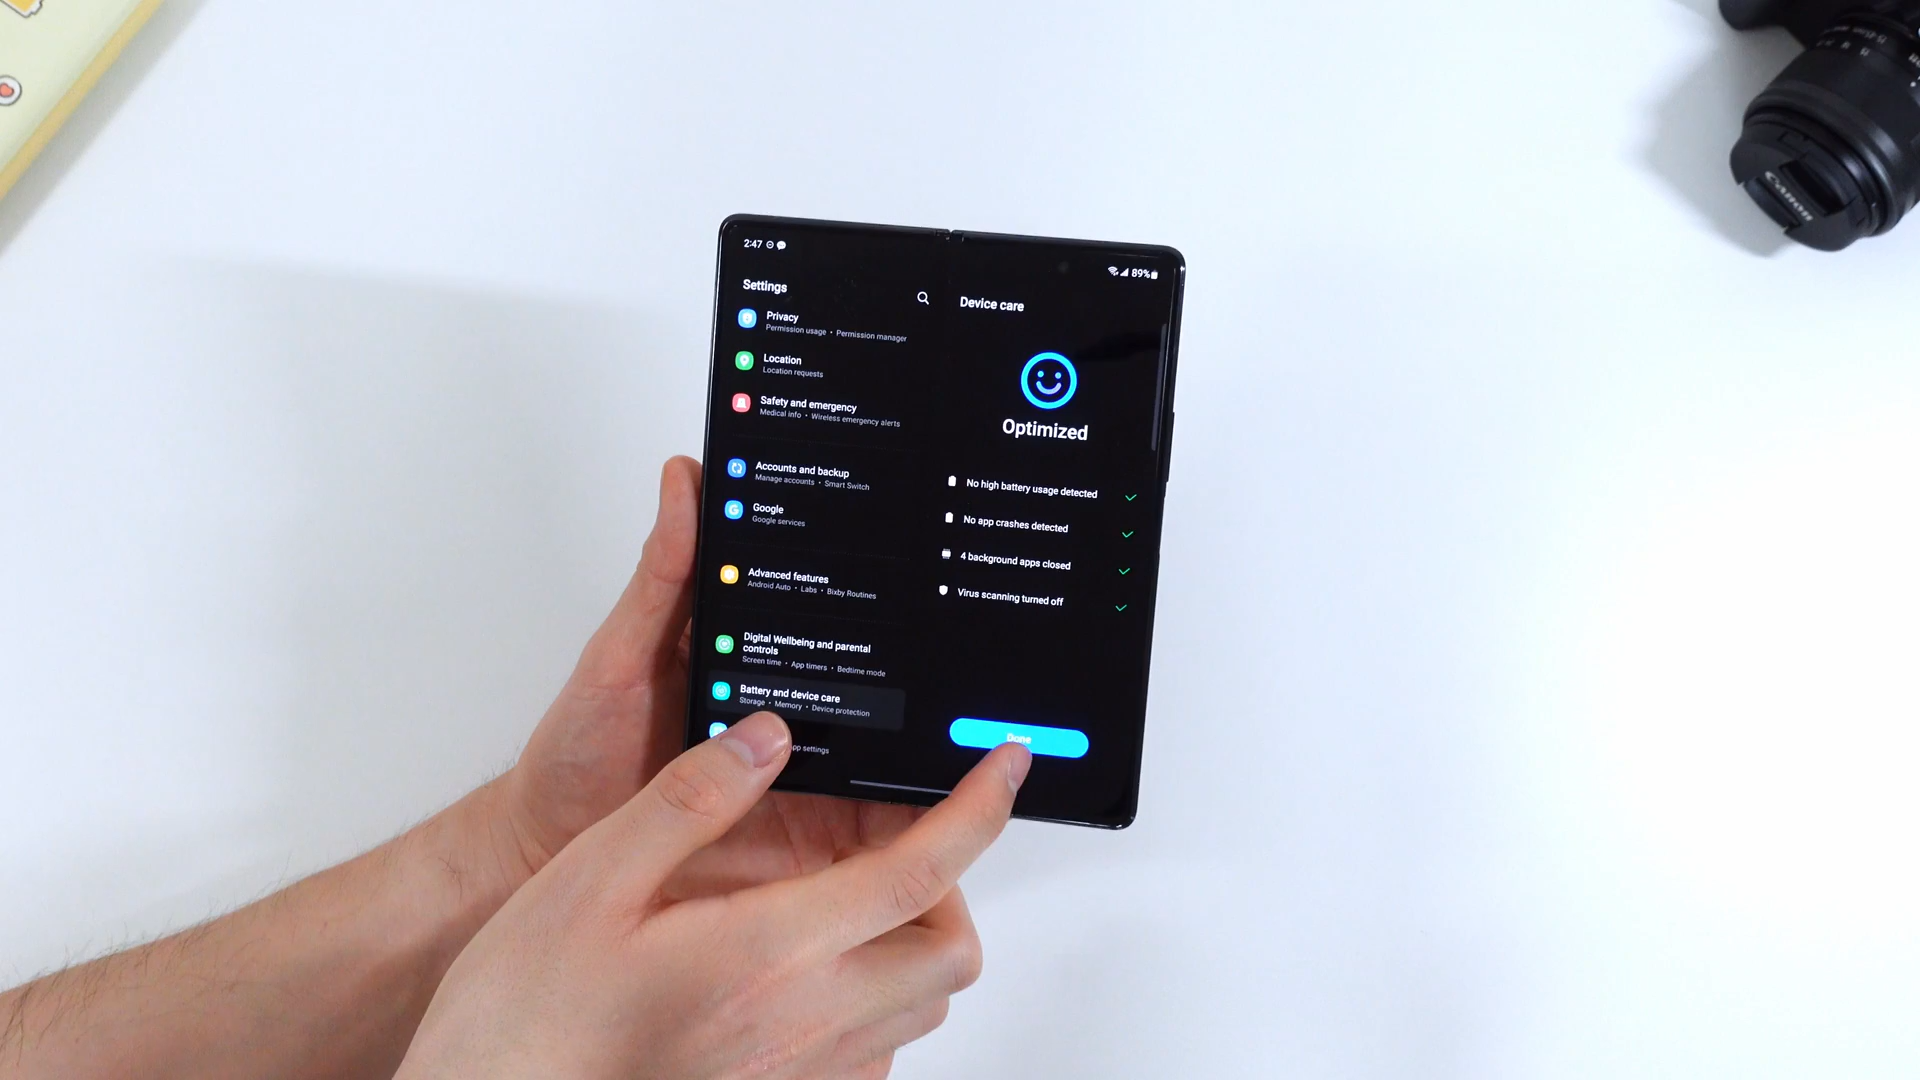 2:47
89%
Settings
Privacy
Permission usage • Permission manager
Location
Location requests
Safety and emergency
Medical info • Wireless emergency alerts
Accounts and backup
Manage accounts • Smart Switch
Google
Google services
Advanced features
Android Auto • Labs • Bixby Routines
Digital Wellbeing and parental
controls
Screen time • App timers • Bedtime mode
Battery and device care
Storage • Memory • Device protection
app settings
Device care
Optimized
No high battery usage detected
No app crashes detected
4 background apps closed
Virus scanning turned off
Done
Canon